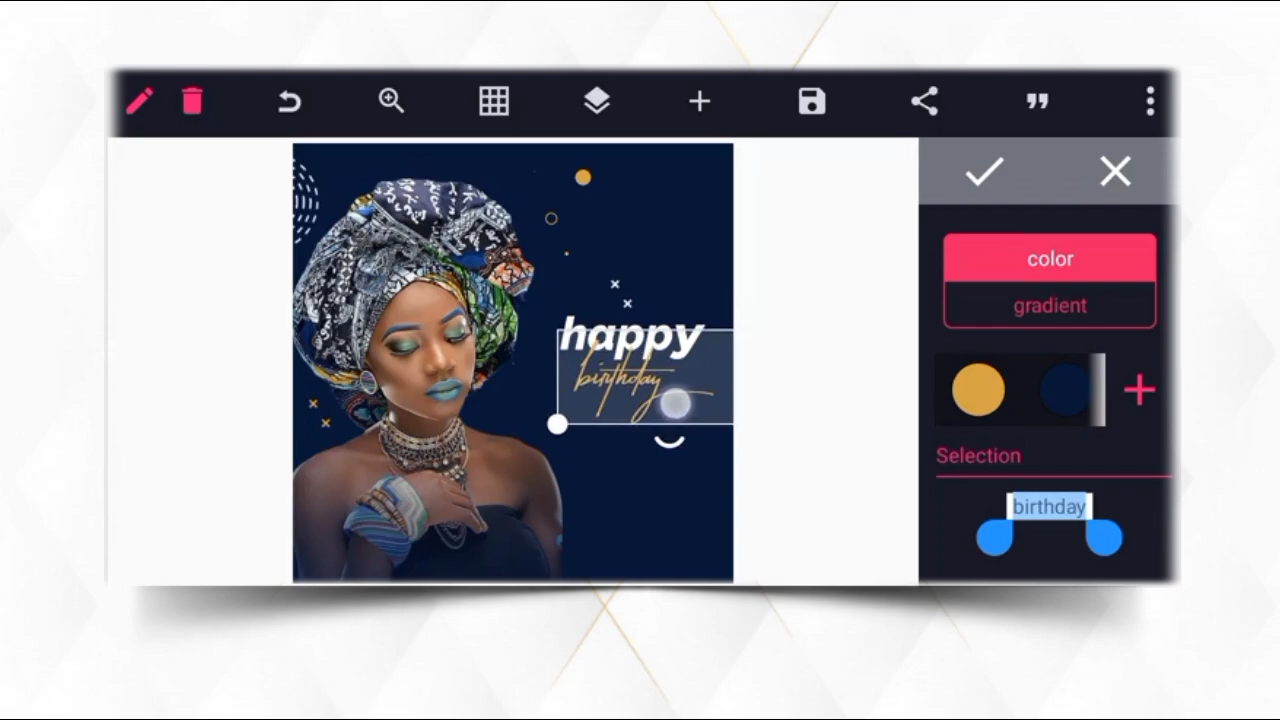 happy
birthday
color
gradient
Selection
birthday